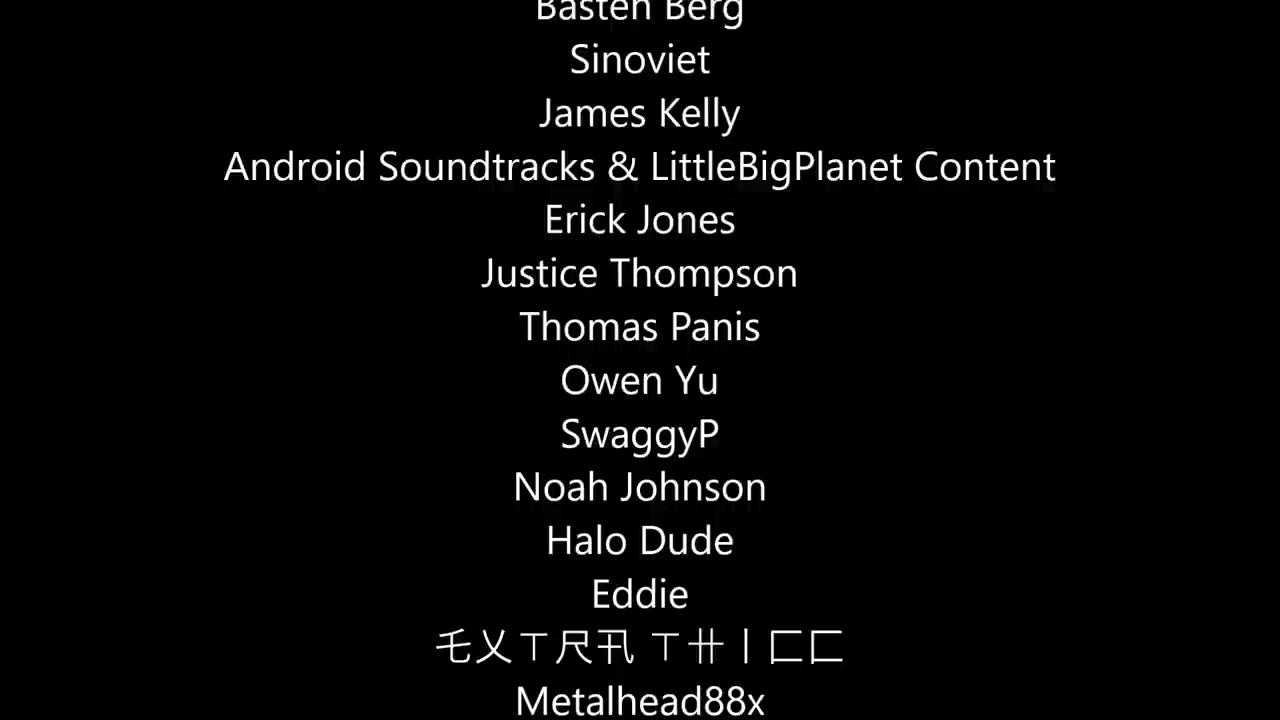 Basten Berg
Sinoviet
James Kelly
Android Soundtracks & LittleBigPlanet Content
Erick Jones
Justice Thompson
Thomas Panis
Owen Yu
SwaggyP
Noah Johnson
Halo Dude
Eddie
乇乂ㄒ尺卂 ㄒ卄丨匚匚
Metalhead88x